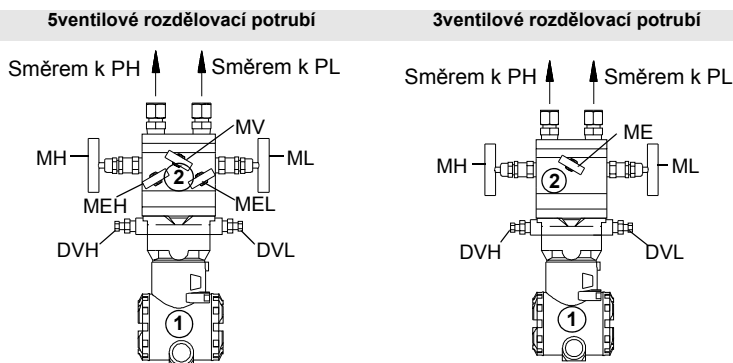 5ventilové rozdělovací potrubí
3ventilové rozdělovací potrubí
Směrem k PH
Směrem k PL
MV
MH
ML
2
MEH
MEL
DVH
DVL
1
Směrem k PH
Směrem k PL
ME
MH
ML
2
DVH
DVL
1